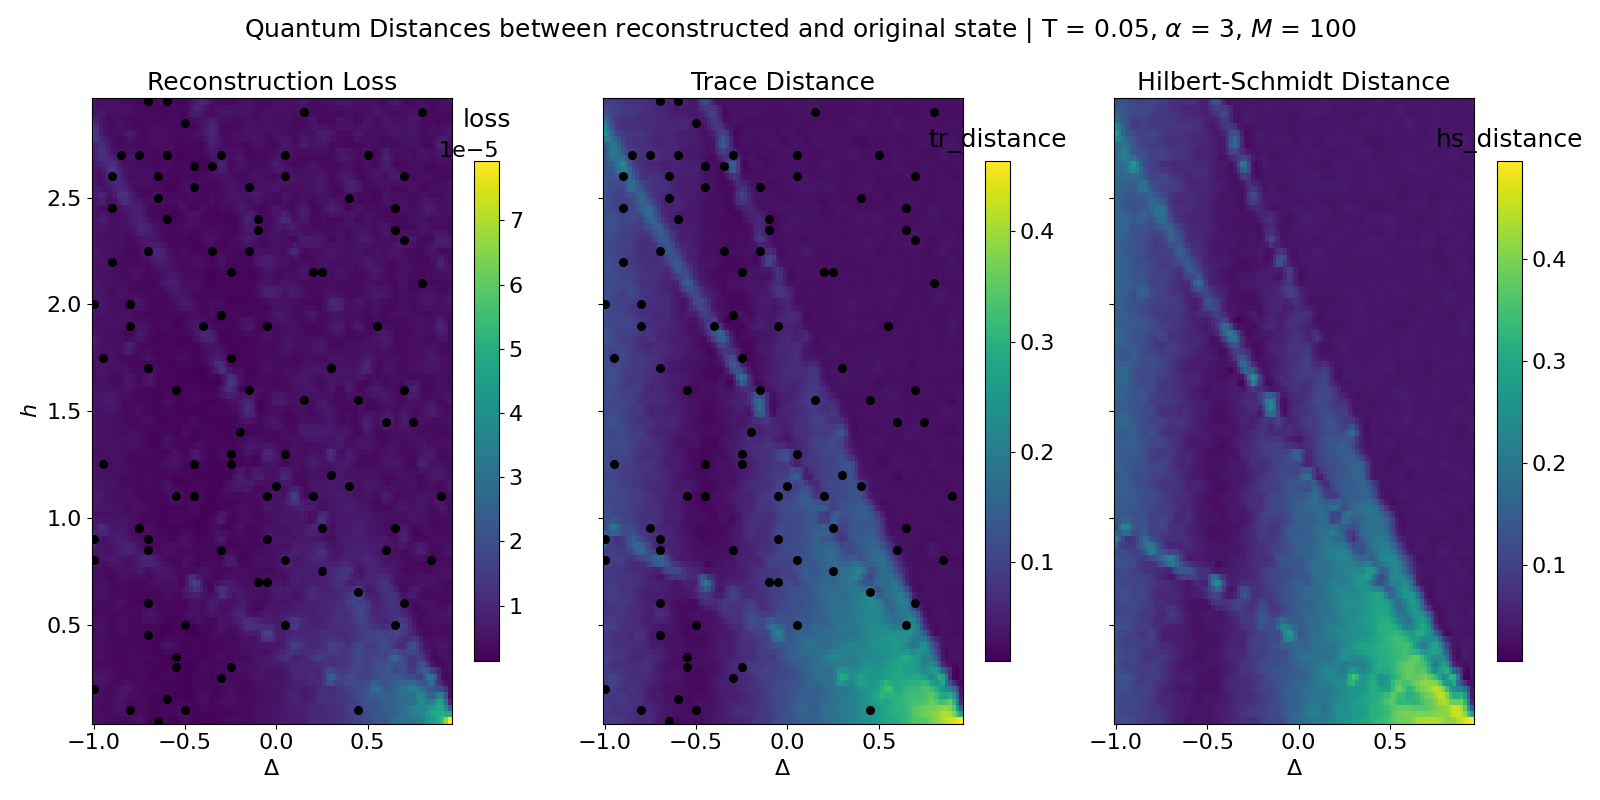 Quantum Distances between reconstructed and original state | T = 0.05, α = 3, M = 100
Reconstruction Loss
Trace Distance
Hilbert-Schmidt Distance
loss
1e−5
tr_distance
hs_distance
h
2.5
2.0
1.5
1.0
0.5
7
6
5
4
3
2
1
0.4
0.3
0.2
0.1
0.4
0.3
0.2
0.1
−1.0 −0.5 0.0 0.5
−1.0 −0.5 0.0 0.5
−1.0 −0.5 0.0 0.5
Δ
Δ
Δ